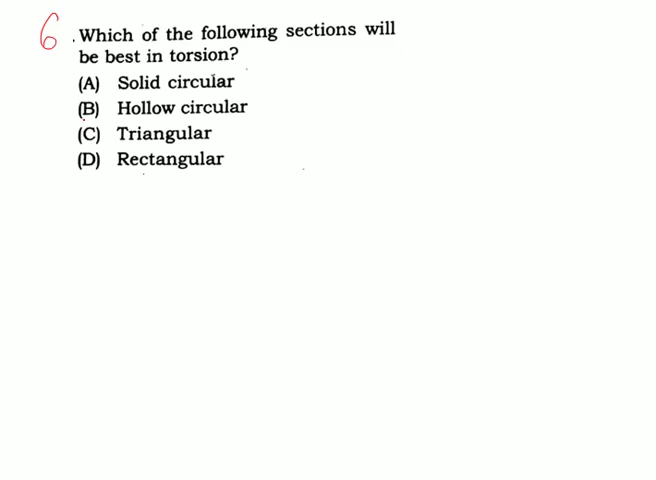 6 . Which of the following sections will
be best in torsion?
(A) Solid circular
(B) Hollow circular
(C) Triangular
(D) Rectangular